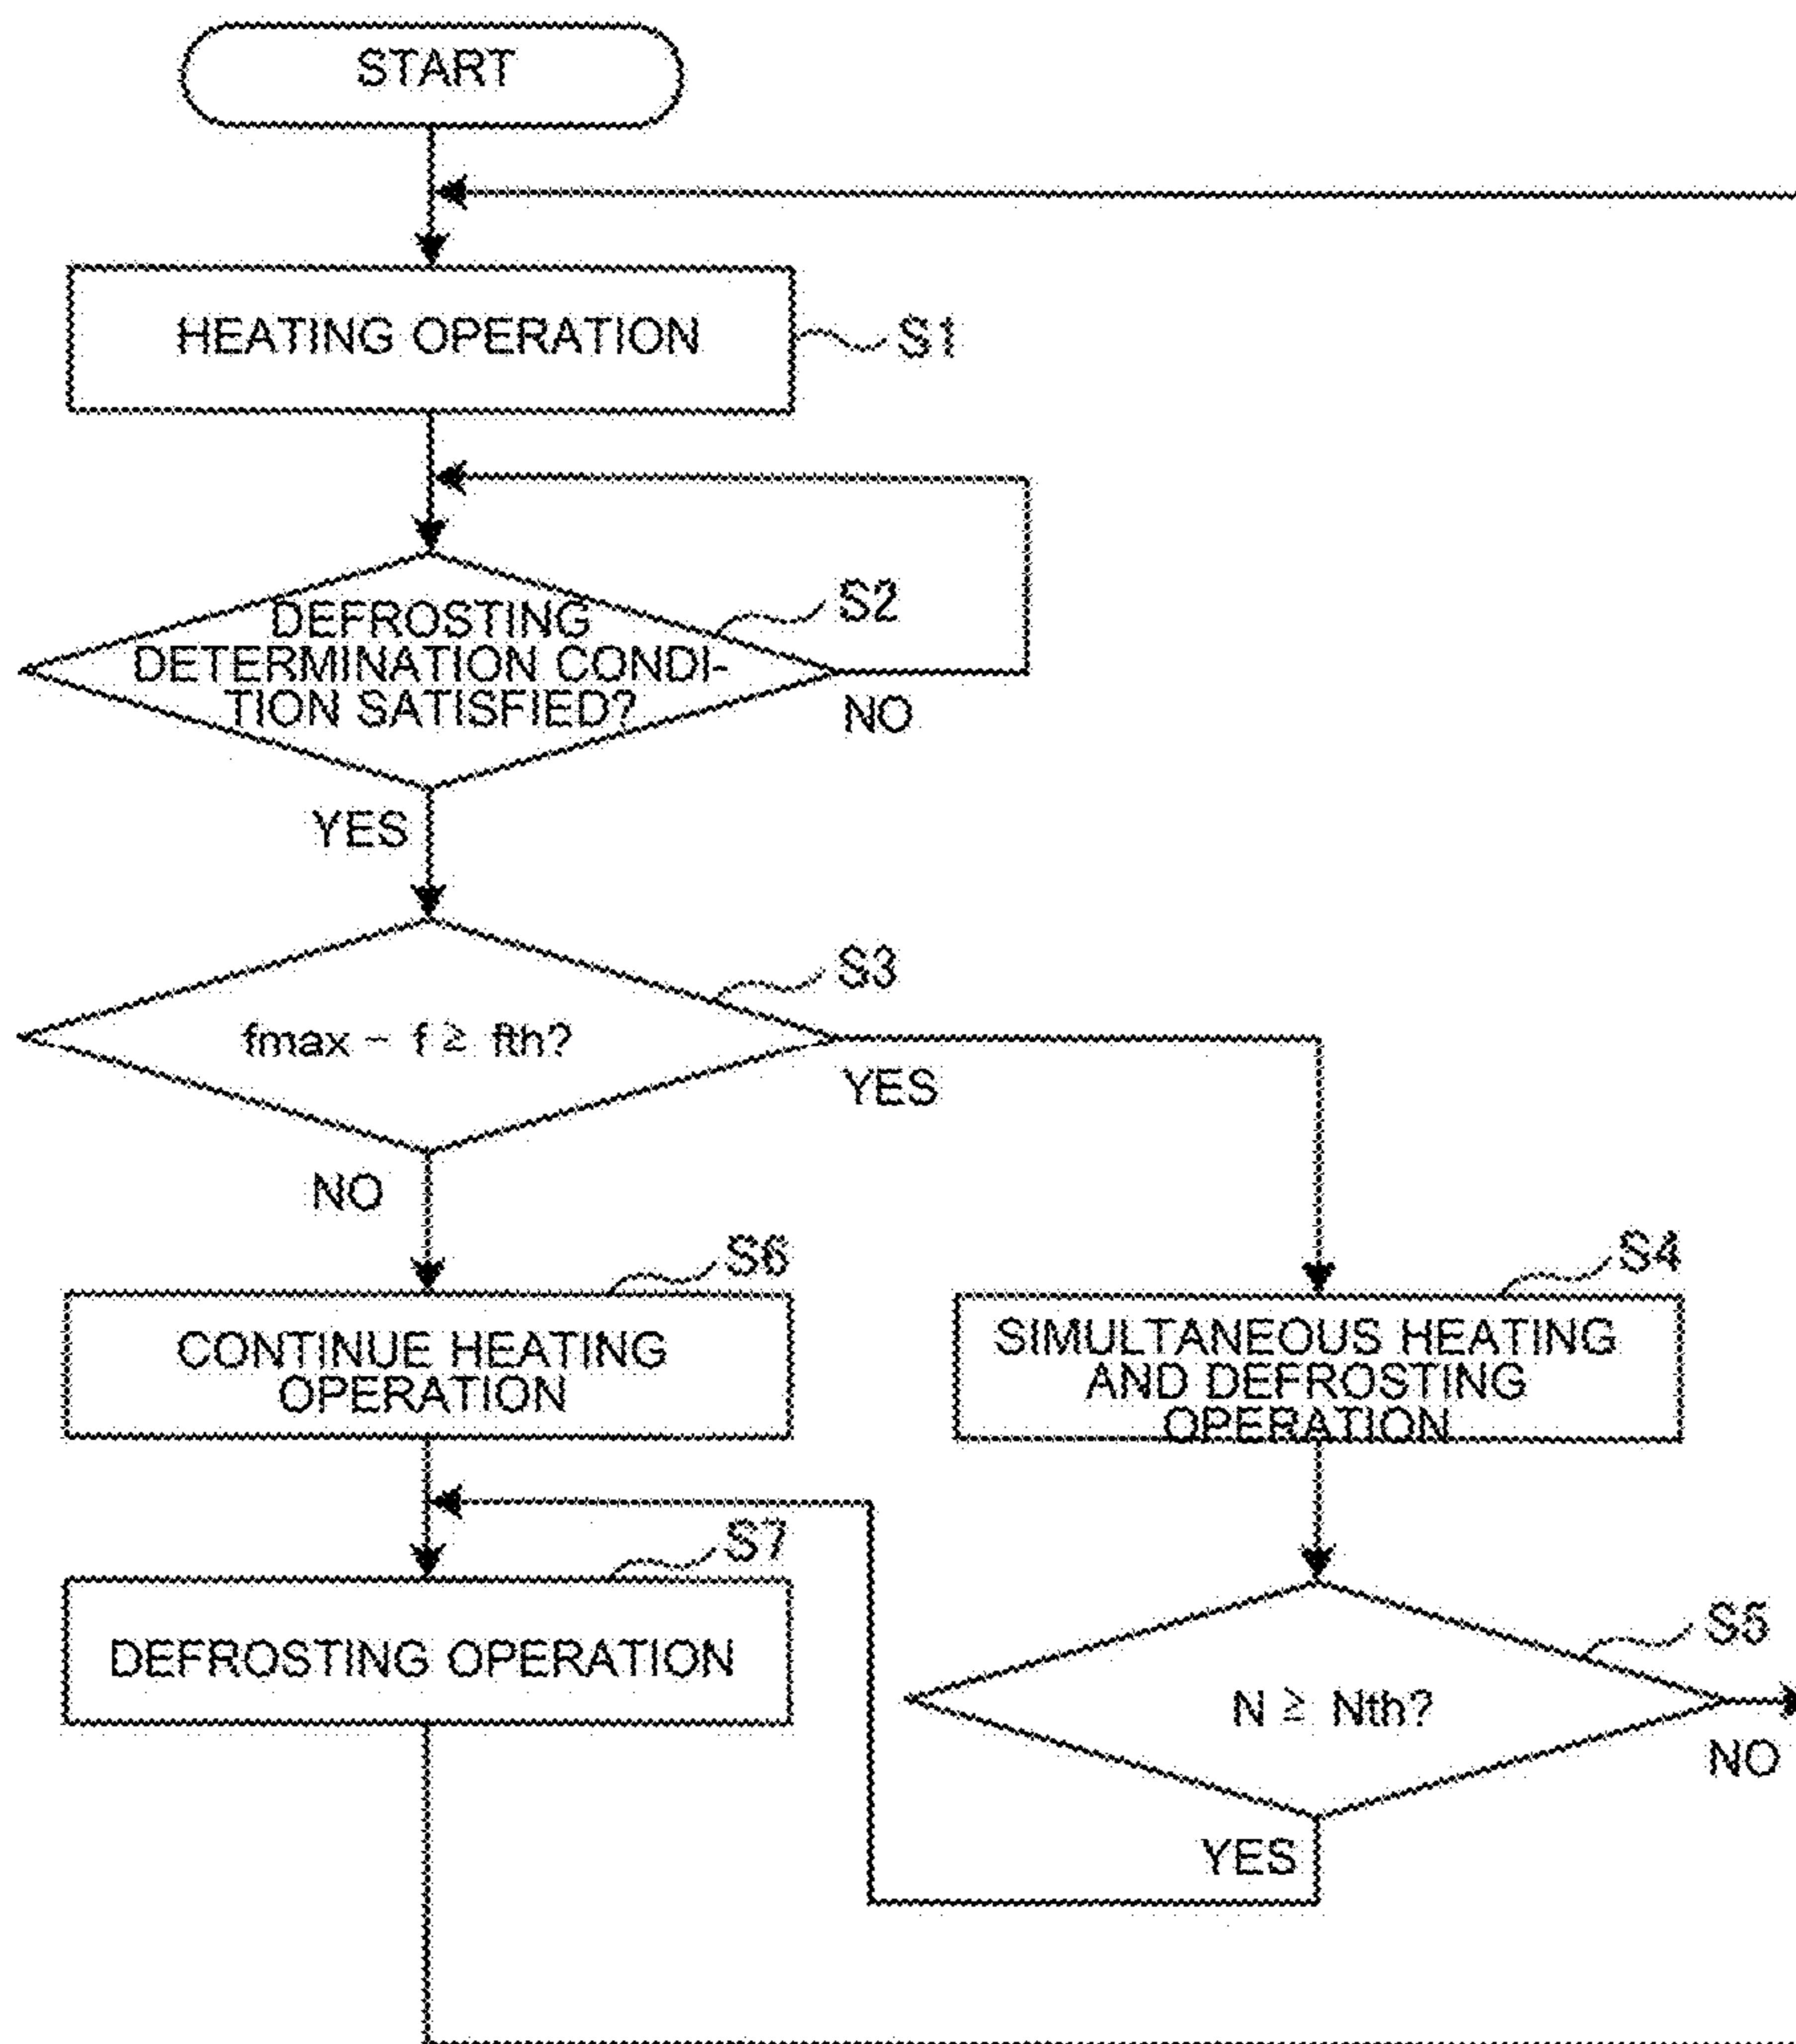 START
HEATING OPERATION
S1
S2
DEFROSTING
DETERMINATION CONDI-
TION SATISFIED?
NO
YES
S3
fmax - f ≥ fth?
YES
NO
S6
CONTINUE HEATING
OPERATION
S4
SIMULTANEOUS HEATING
AND DEFROSTING
OPERATION
S7
DEFROSTING OPERATION
S5
N ≥ Nth?
NO
YES